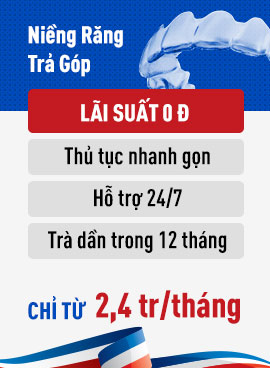 Niềng Răng
Trả Góp
LÃI SUẤT 0 Đ
Thủ tục nhanh gọn
Hỗ trợ 24/7
Trà dần trong 12 tháng
CHỈ TỪ 2,4 tr/tháng